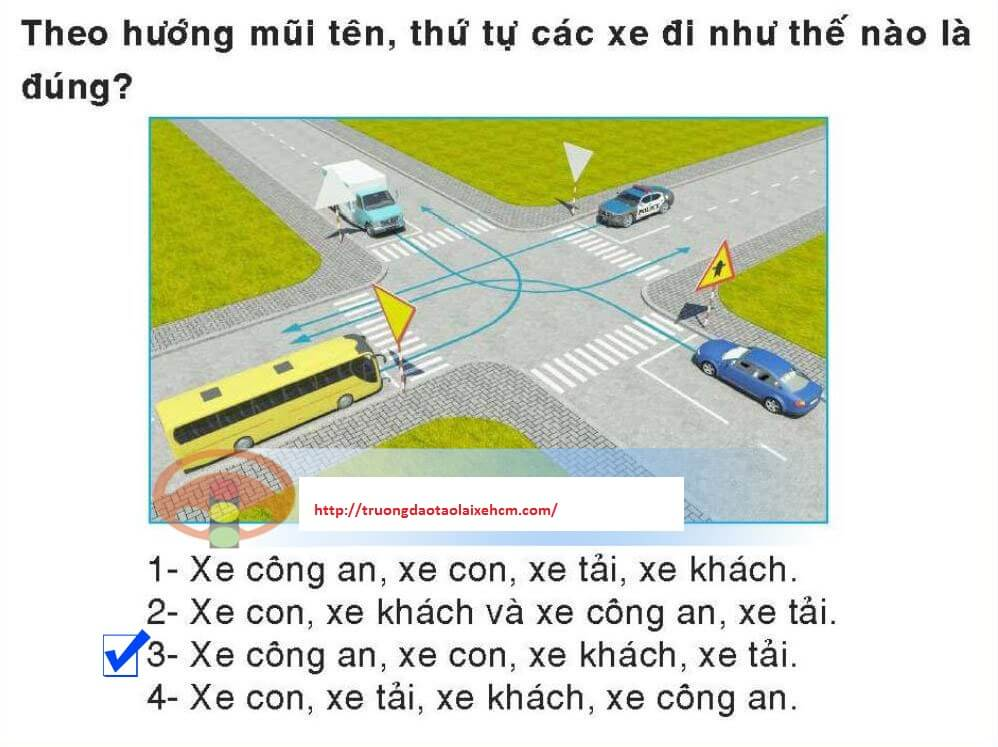 Theo hướng mũi tên, thứ tự các xe đi như thế nào là
đúng?
POLICE
http://truongdaotaolaixehcm.com/
1- Xe công an, xe con, xe tải, xe khách.
2- Xe con, xe khách và xe công an, xe tải.
3- Xe công an, xe con, xe khách, xe tải.
4- Xe con, xe tải, xe khách, xe công an.